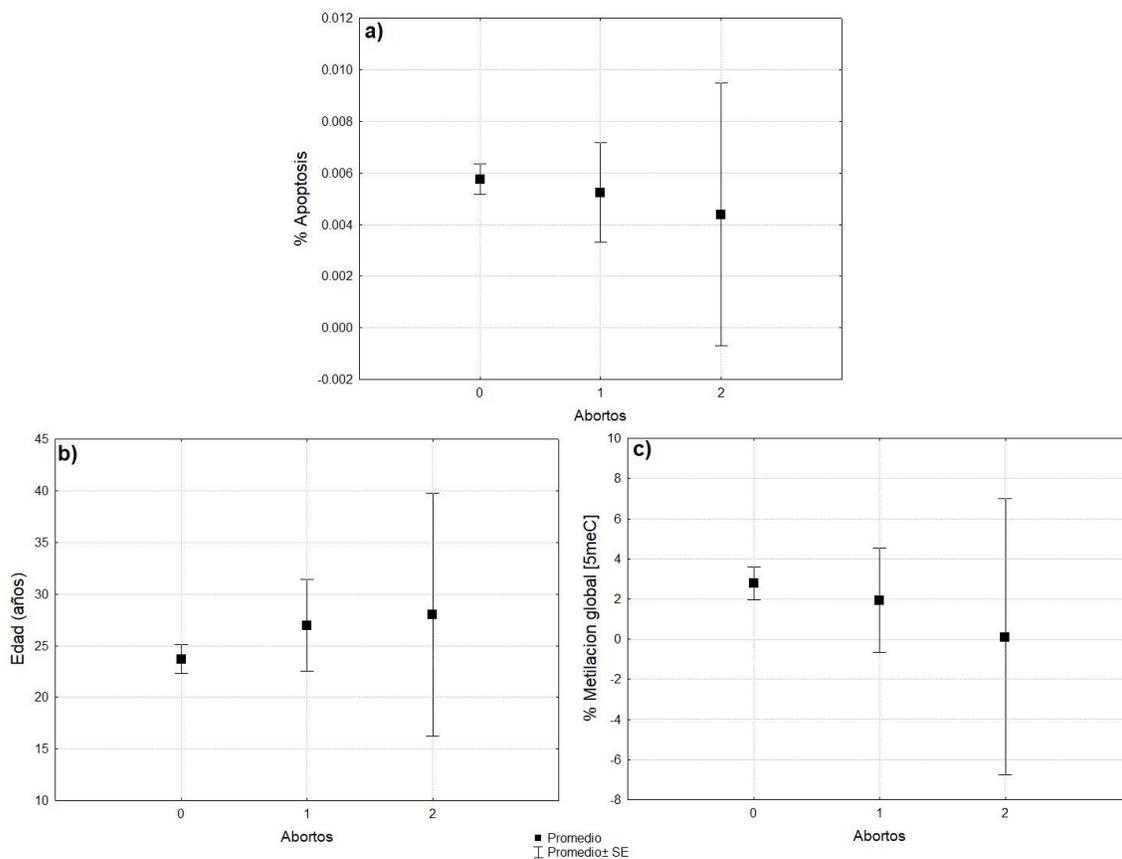 a)
% Apoptosis
0.012
0.010
0.008
0.006
0.004
0.002
0.000
-0.002
0 1 2
Abortos
b)
Edad (años)
45
40
35
30
25
20
15
10
0 1 2
Abortos
c)
% Metilacion global [5meC]
10
8
6
4
2
0
-2
-4
-6
-8
0 1 2
Abortos
Promedio
Promedio± SE